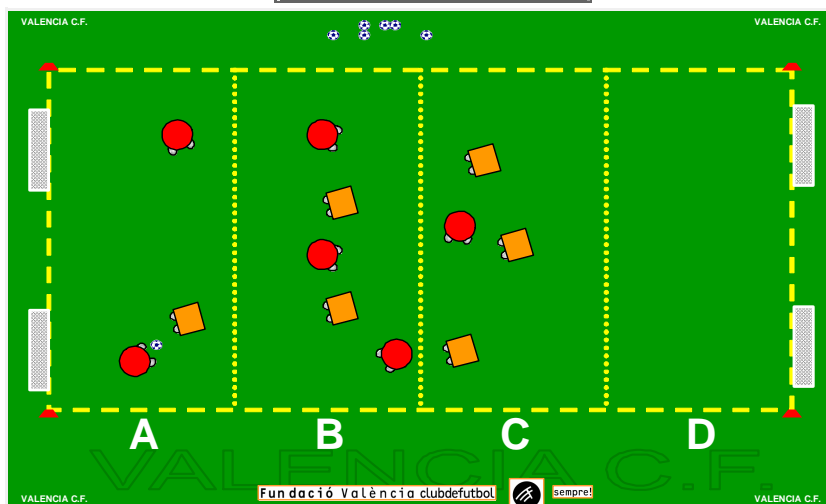 VALENCIA C.F.
VALENCIA C.F.
A
B
C
D
VALENCIA C.F.
VALENCIA C.F.
Fundació València clubdefutbol
sempre!
VALENCIA C.F.